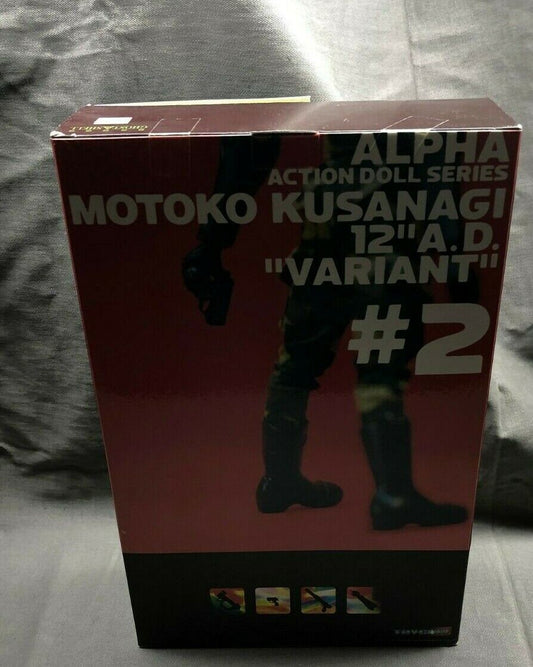 ALPHA
ACTION DOLL SERIES
MOTOKO KUSANAGI
12" A.D.
"VARIANT"
#2